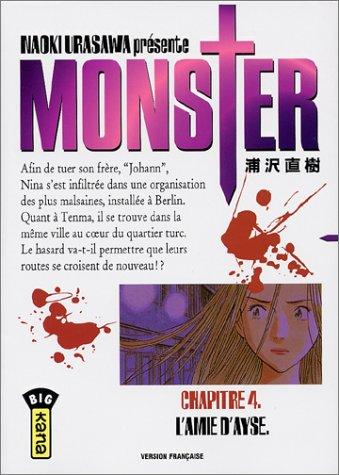 NAOKI URASAWA présente
MONSTER
浦沢直樹
Afin de tuer son frère, "Johann",
Nina s'est infiltrée dans une organisation
des plus malsaines, installée à Berlin.
Quant à Tenma, il se trouve dans la
même ville au cœur du quartier turc.
Le hasard va-t-il permettre que leurs
routes se croisent de nouveau!?
CHAPITRE 4.
L'AMIE D'AYSE.
BIG
kana
VERSION FRANÇAISE